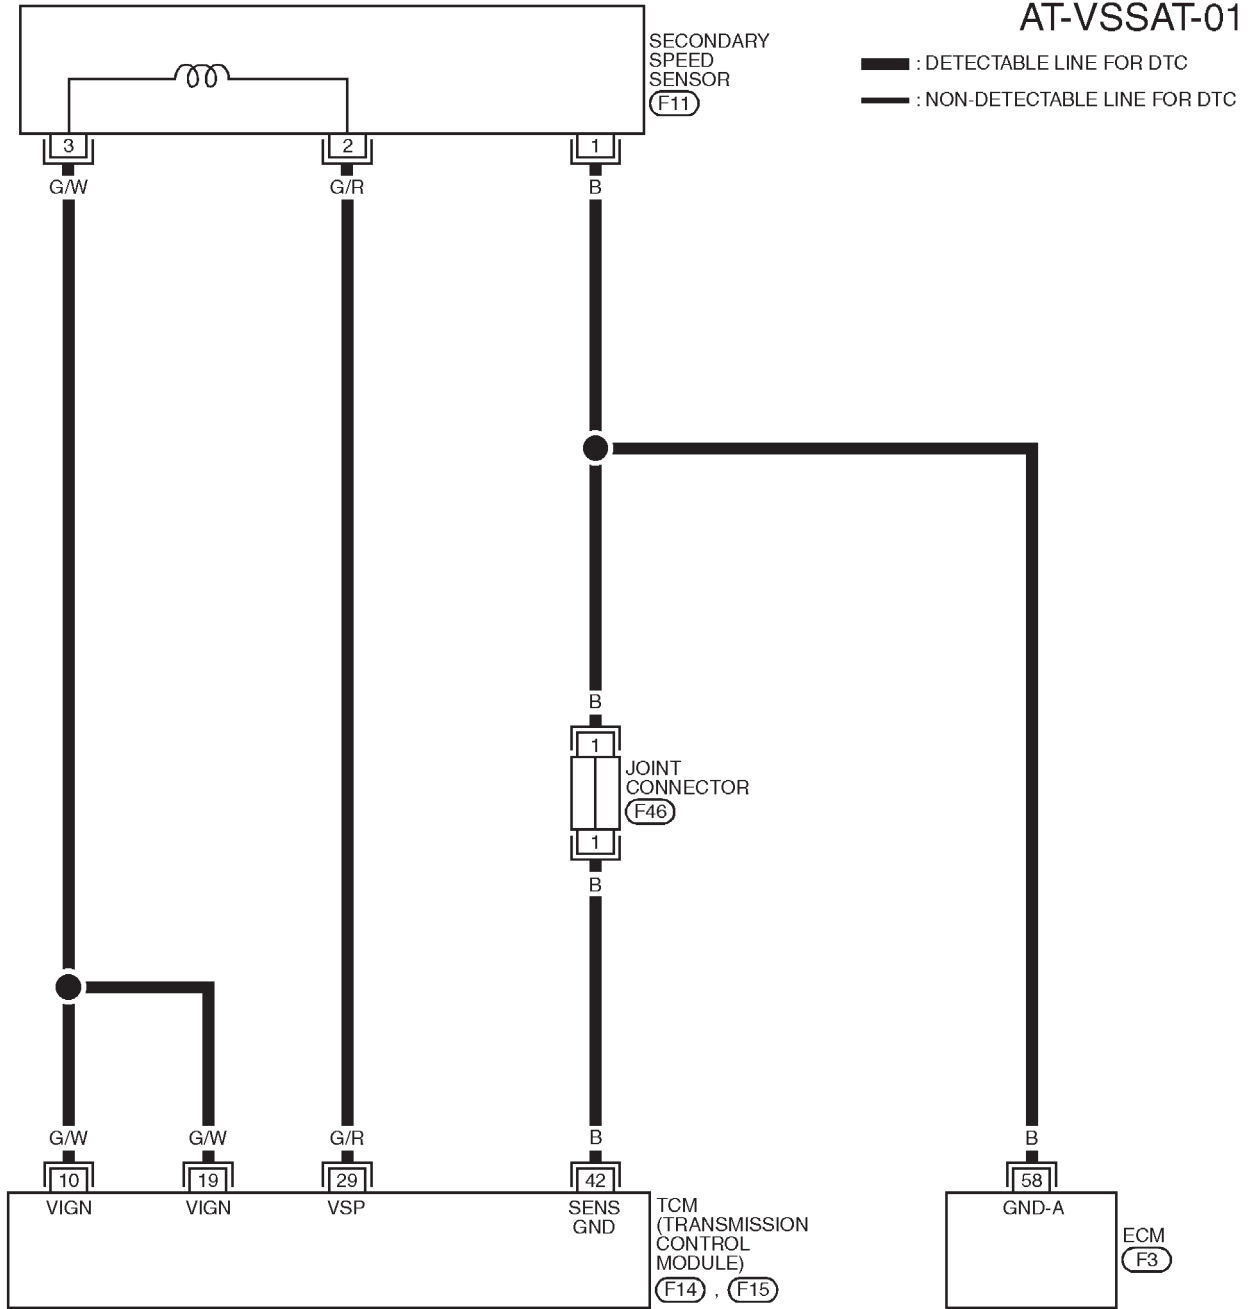 AT-VSSAT-01
: DETECTABLE LINE FOR DTC
: NON-DETECTABLE LINE FOR DTC
SECONDARY
SPEED
SENSOR
F11
3 2 1
G/W G/R B
B
1
JOINT
CONNECTOR
F46
1
B
G/W G/W G/R B B
10 19 29 42 58
VIGN VIGN VSP SENS
GND
GND-A
TCM
(TRANSMISSION
CONTROL
MODULE)
F14 , F15
ECM
F3